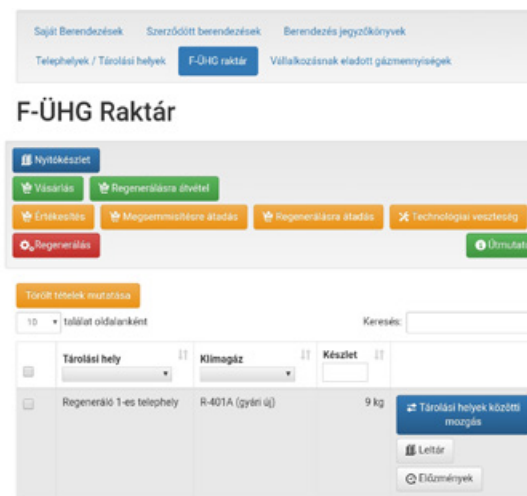 Saját Berendezések Szerződött berendezések Berendezés jegyzőkönyvek
Telephelyek / Tárolási helyek F-ÜHG raktár Vállalkozásnak eladott gázmennyiségek
F-ÜHG Raktár
Nyitókészlet
Vásárlás Regenerálásra átvétel
Értékesítés Megsemmisítésre átadás Regenerálásra átadás Technológiai veszteség
Regenerálás Útmutató
Törölt tételek mutatása
10 találat oldalanként Keresés:
Tárolási hely Klímagáz Készlet
Regeneráló 1-es telephely R-401A (gyári új) 9 kg Tárolási helyek közötti
mozgás
Leltár
Előzmények